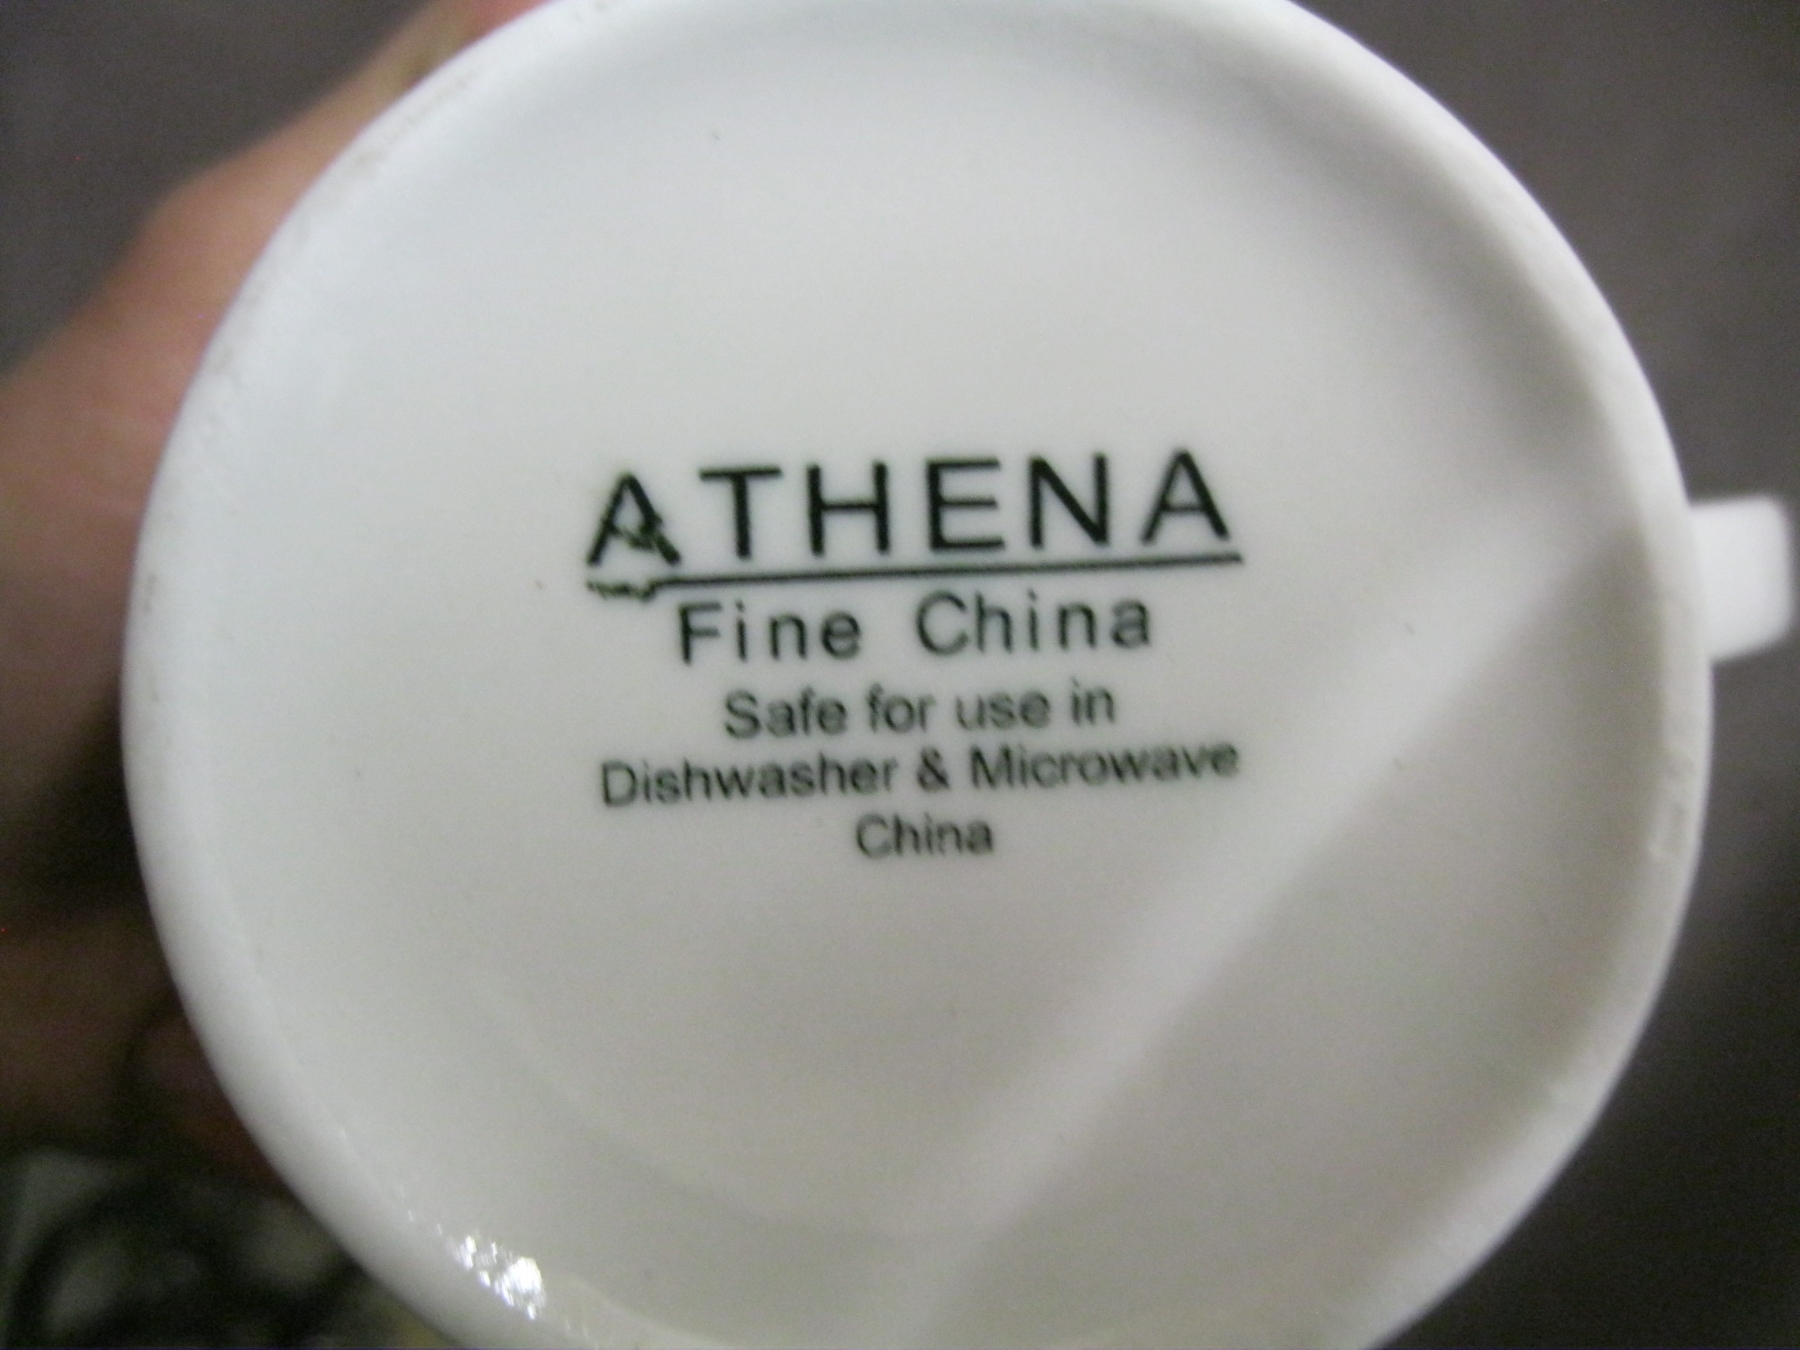 ATHENA
Fine China
Safe for use in
Dishwasher & Microwave
China